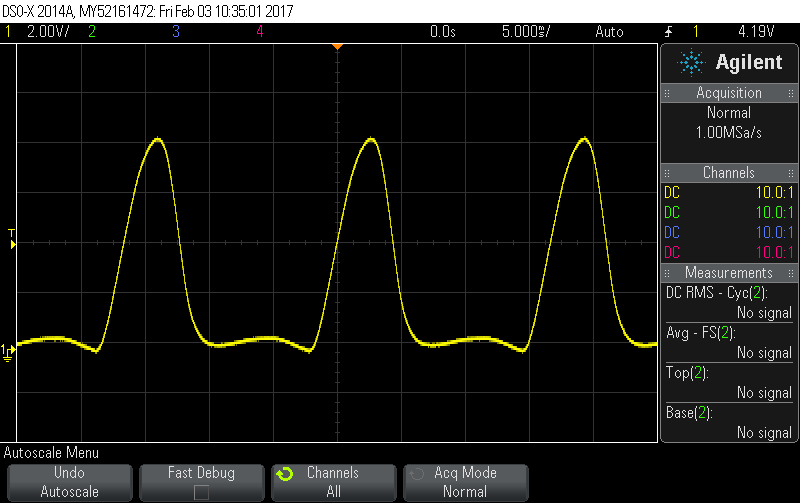 DSO-X 2014A, MY52161472: Fri Feb 03 10:35:01 2017
1 2.00V/ 2 3 4 0.0s 5.000ms/ Auto 1 4.19V
Agilent
Acquisition
Normal
1.00MSa/s
Channels
DC 10.0:1
DC 10.0:1
DC 10.0:1
DC 10.0:1
Measurements
DC RMS - Cyc(2):
No signal
Avg - FS(2):
No signal
Top(2):
No signal
Base(2):
No signal
T
1
Autoscale Menu
Undo
Autoscale
Fast Debug
Channels
All
Acq Mode
Normal